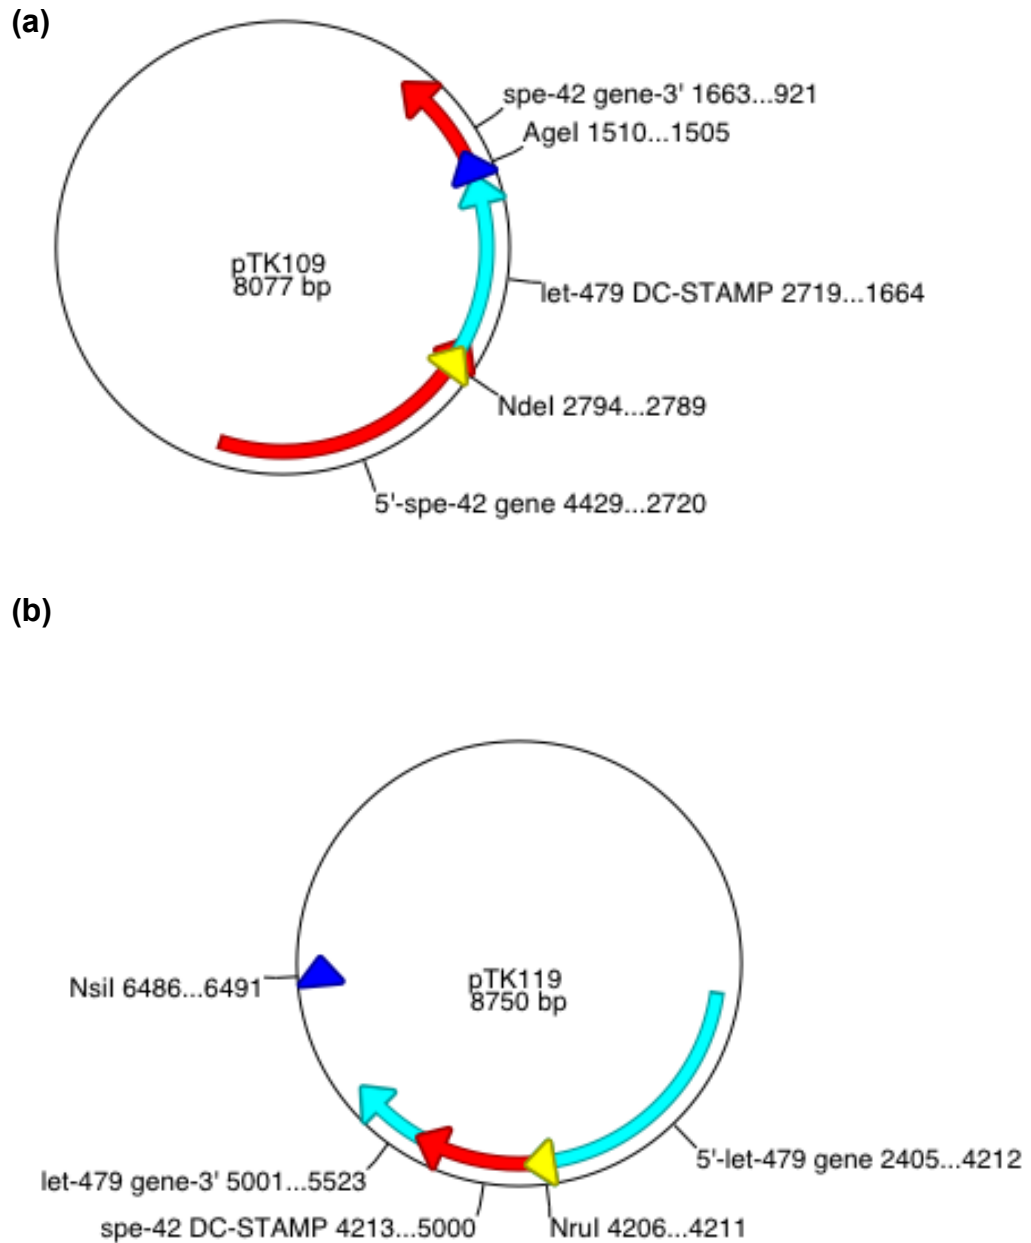 (a)
spe-42 gene-3' 1663...921
AgeI 1510...1505
pTK109
8077 bp
let-479 DC-STAMP 2719...1664
NdeI 2794...2789
5'-spe-42 gene 4429...2720
(b)
pTK119
8750 bp
NsiI 6486...6491
5'-let-479 gene 2405...4212
let-479 gene-3' 5001...5523
spe-42 DC-STAMP 4213...5000
NruI 4206...4211